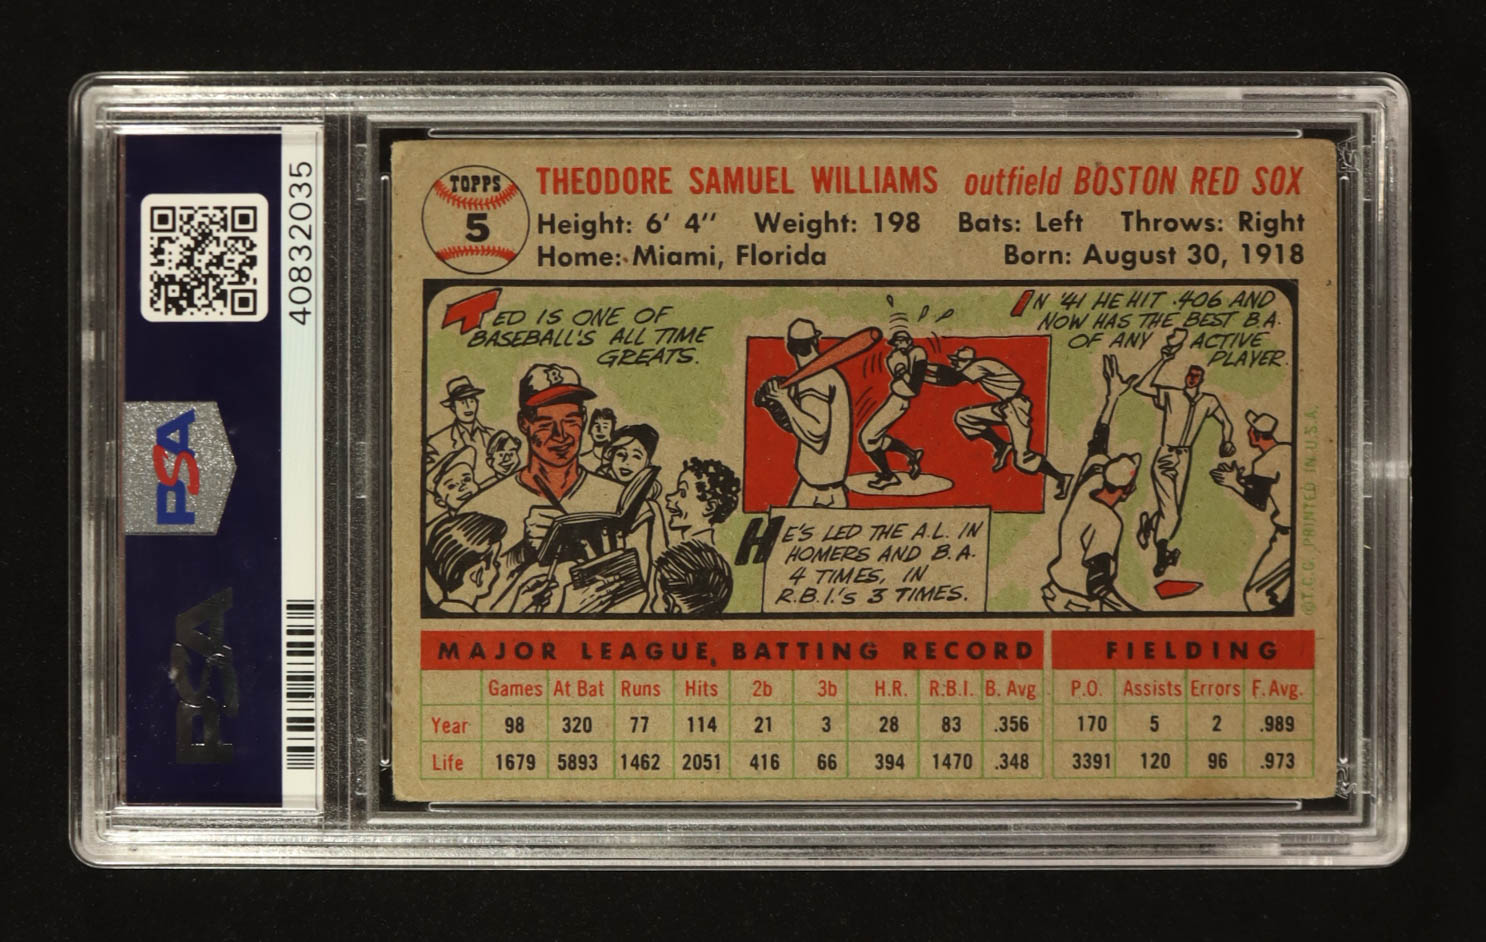 40832035
PSA
PSA
TOPPS
5
THEODORE SAMUEL WILLIAMS outfield BOSTON RED SOX
Height: 6' 4" Weight: 198 Bats: Left Throws: Right
Home: Miami, Florida Born: August 30, 1918
TED IS ONE OF
BASEBALL'S ALL TIME
GREATS.
B
HE'S LED THE A.L. IN
HOMERS AND B.A.
4 TIMES, IN
R.B.I.'S 3 TIMES.
IN '41 HE HIT .406 AND
NOW HAS THE BEST B.A.
OF ANY ACTIVE
PLAYER.
©T.C.G. PRINTED IN U.S.A.
MAJOR LEAGUE BATTING RECORD FIELDING
Games At Bat Runs Hits 2b 3b H.R. R.B.I. B. Avg. P.O. Assists Errors F. Avg.
Year 98 320 77 114 21 3 28 83 .356 170 5 2 .989
Life 1679 5893 1462 2051 416 66 394 1470 .348 3391 120 96 .973